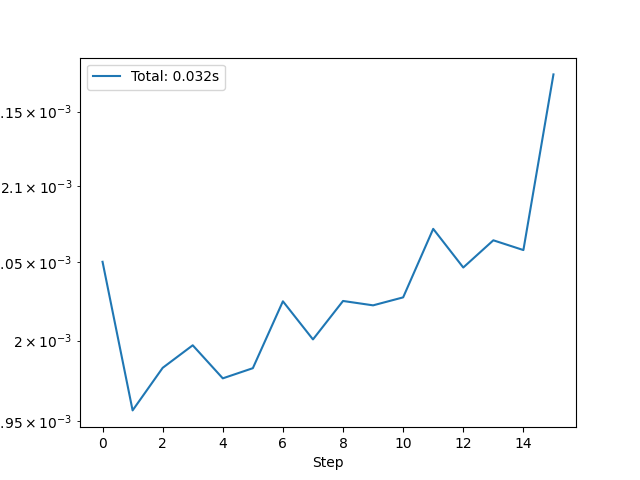 Total: 0.032s
.15 × 10⁻³
2.1 × 10⁻³
.05 × 10⁻³
2 × 10⁻³
.95 × 10⁻³
0 2 4 6 8 10 12 14
Step